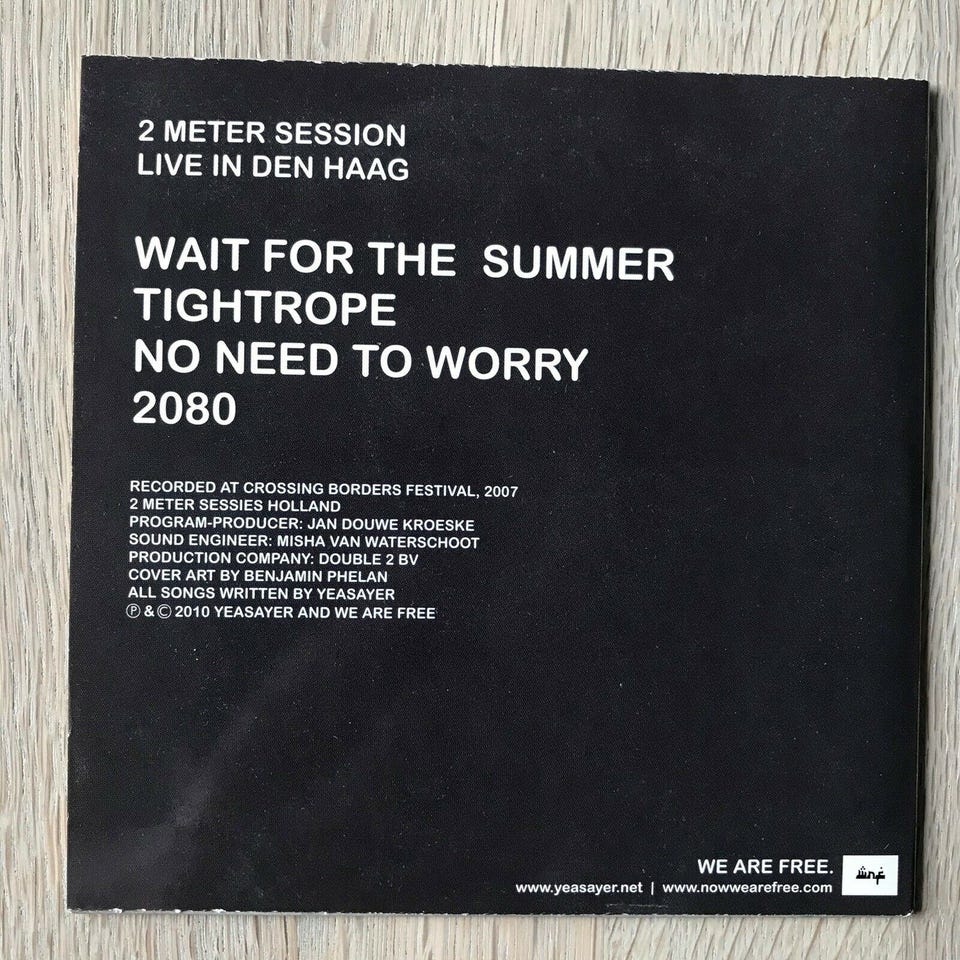 2 METER SESSION
LIVE IN DEN HAAG
WAIT FOR THE SUMMER
TIGHTROPE
NO NEED TO WORRY
2080
RECORDED AT CROSSING BORDERS FESTIVAL, 2007
2 METER SESSIES HOLLAND
PROGRAM-PRODUCER: JAN DOUWE KROESKE
SOUND ENGINEER: MISHA VAN WATERSCHOOT
PRODUCTION COMPANY: DOUBLE 2 BV
COVER ART BY BENJAMIN PHELAN
ALL SONGS WRITTEN BY YEASAYER
℗ & © 2010 YEASAYER AND WE ARE FREE
WE ARE FREE.
www.yeasayer.net | www.nowwearefree.com